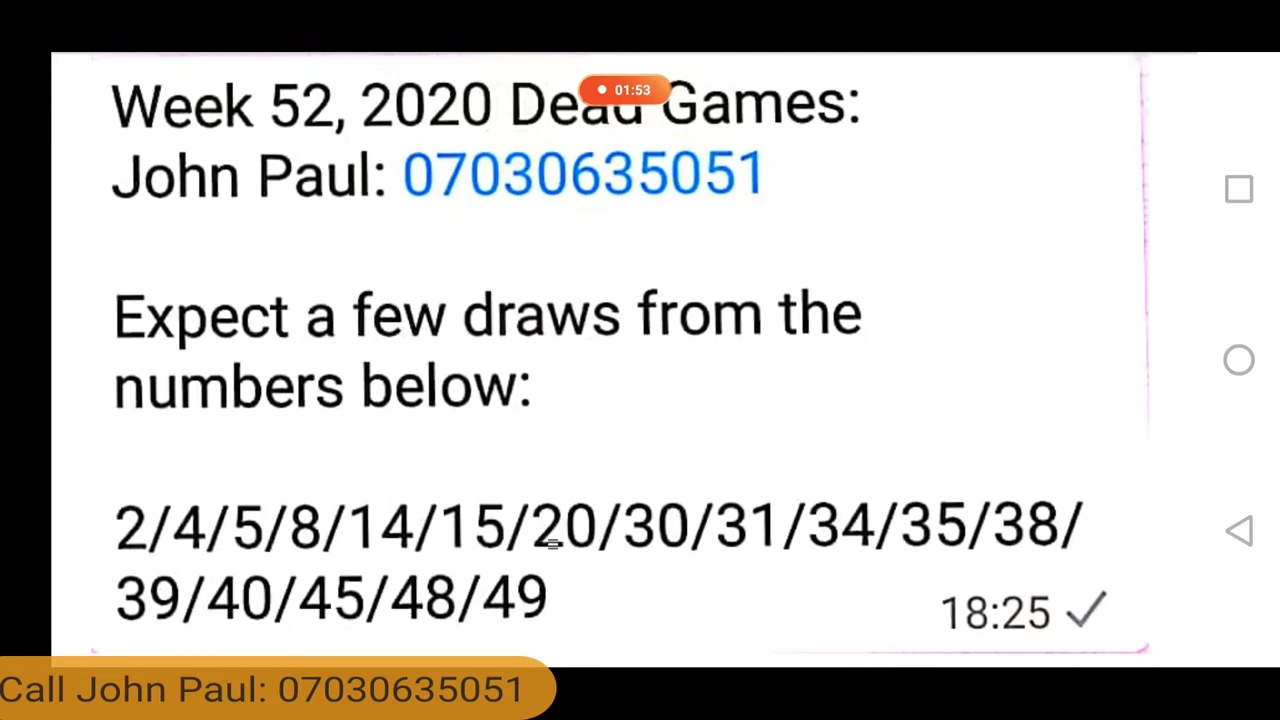 01:53
Week 52, 2020 Dead Games:
John Paul: 07030635051
Expect a few draws from the
numbers below:
2/4/5/8/14/15/20/30/31/34/35/38/
39/40/45/48/49
18:25
Call John Paul: 07030635051